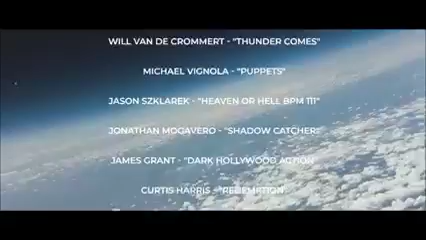 WILL VAN DE CROMMERT - "THUNDER COMES"
MICHAEL VIGNOLA - "PUPPETS"
JASON SZKLAREK - "HEAVEN OR HELL BPM 111"
JONATHAN MOGAVERO - "SHADOW CATCHER"
JAMES GRANT - "DARK HOLLYWOOD ACTION"
CURTIS HARRIS - "REDEMPTION"